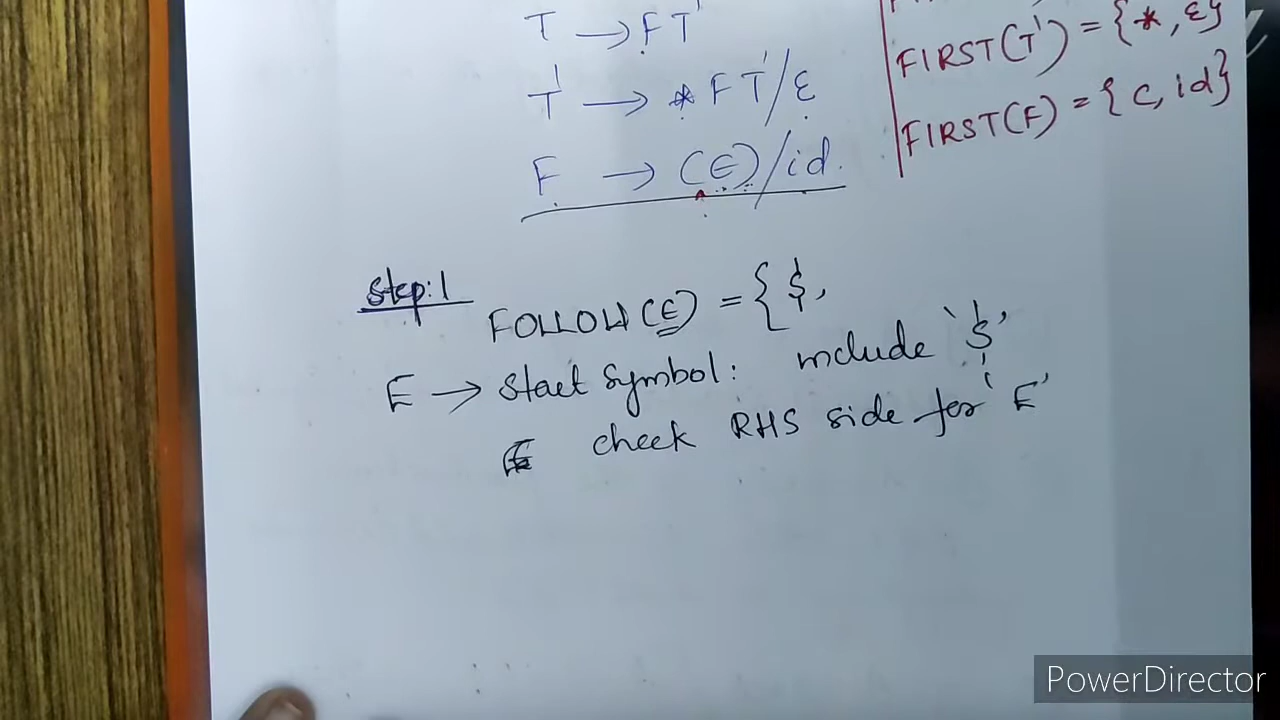 T → FT'
T' → *FT'/ε
F → (E)/id.
FIRST(T') = {*, ε}
FIRST(F) = {C, id}
Step:1
FOLLOW(E) = {$,
E → Start Symbol: include '$'
check RHS side for 'E'
PowerDirector